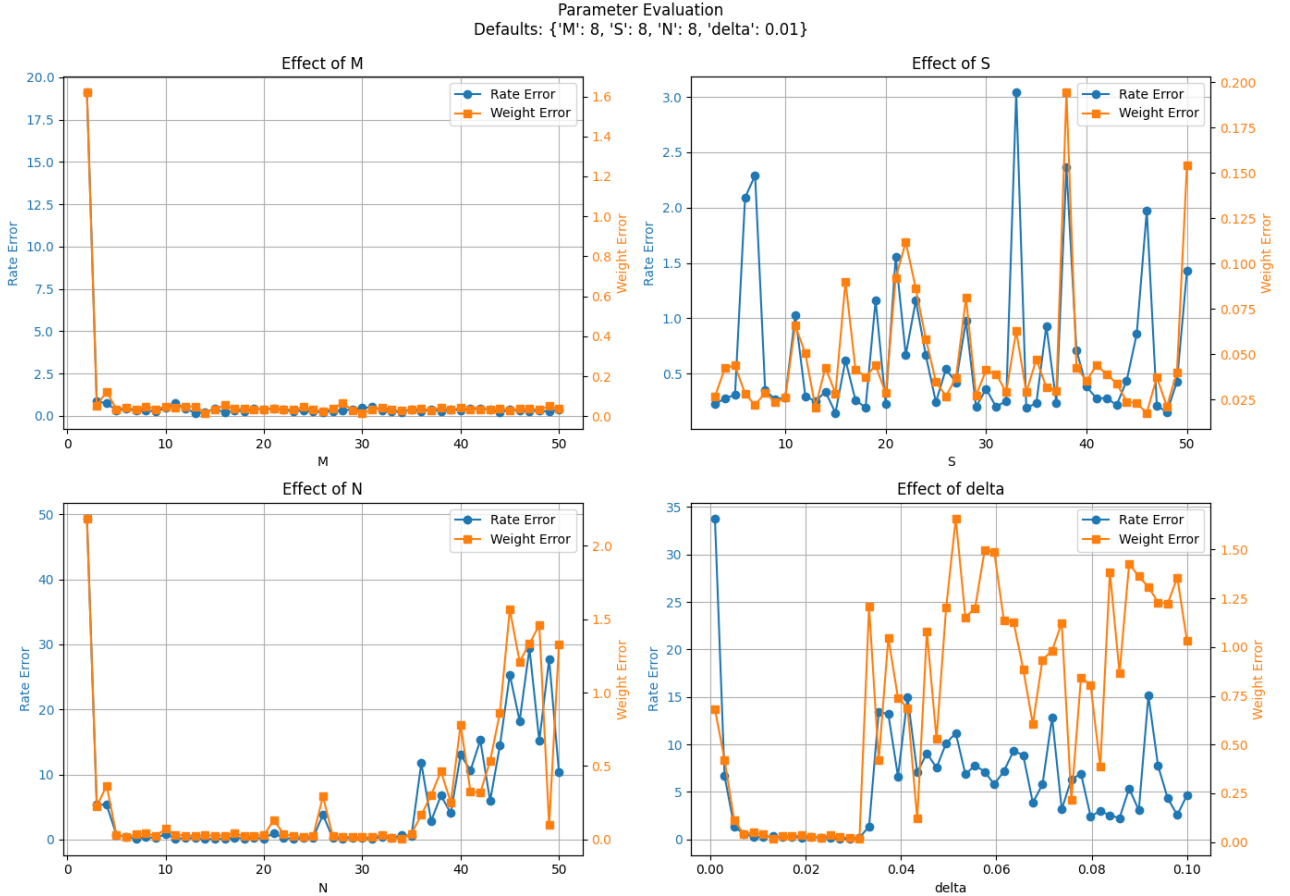 Parameter Evaluation
Defaults: {'M': 8, 'S': 8, 'N': 8, 'delta': 0.01}
Effect of M
Rate Error
Weight Error
20.0
17.5
15.0
12.5
10.0
7.5
5.0
2.5
0.0
Rate Error
1.6
1.4
1.2
1.0
0.8
0.6
0.4
0.2
0.0
Weight Error
0 10 20 30 40 50
M
Effect of S
Rate Error
Weight Error
3.0
2.5
2.0
1.5
1.0
0.5
Rate Error
0.200
0.175
0.150
0.125
0.100
0.075
0.050
0.025
Weight Error
10 20 30 40 50
S
Effect of N
Rate Error
Weight Error
50
40
30
20
10
0
Rate Error
2.0
1.5
1.0
0.5
0.0
Weight Error
0 10 20 30 40 50
N
Effect of delta
Rate Error
Weight Error
35
30
25
20
15
10
5
0
Rate Error
1.50
1.25
1.00
0.75
0.50
0.25
0.00
Weight Error
0.00 0.02 0.04 0.06 0.08 0.10
delta